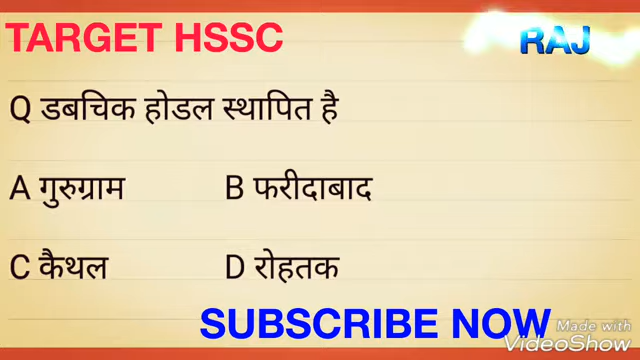 TARGET HSSC RAJ
Q डबचिक होडल स्थापित है
A गुरुग्राम B फरीदाबाद
C कैथल D रोहतक
SUBSCRIBE NOW
Made with
VideoShow